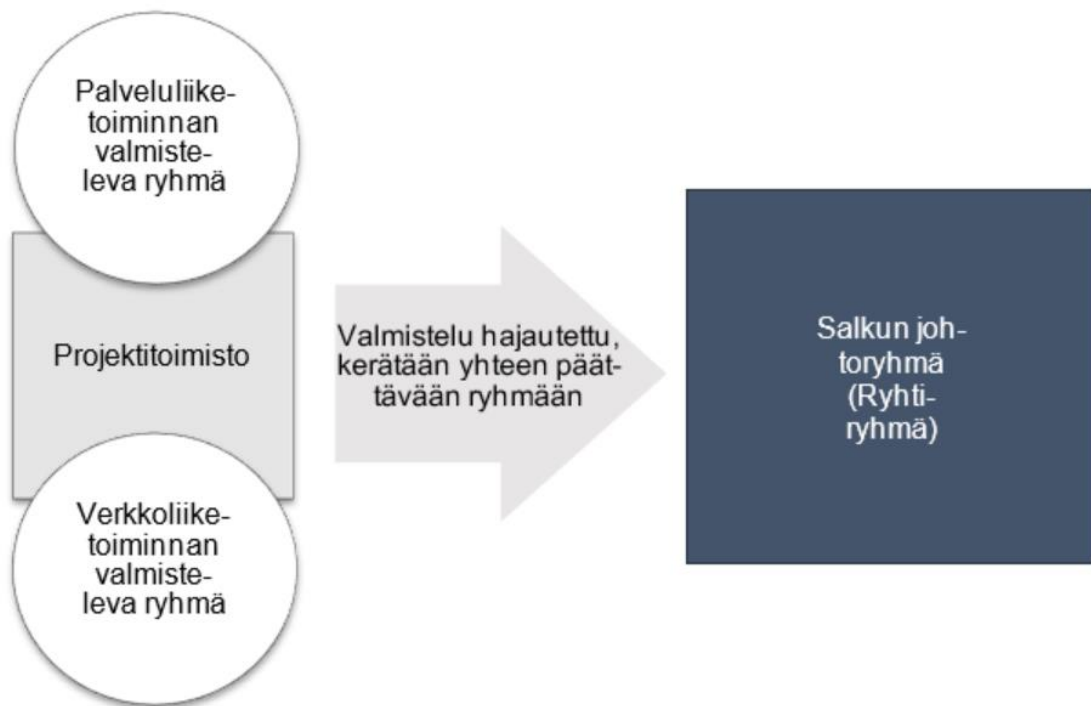 Palveluliike-
toiminnan
valmiste-
leva ryhmä
Projektitoimisto
Verkkoliike-
toiminnan
valmiste-
leva ryhmä
Valmistelu hajautettu,
kerätään yhteen päät-
tävään ryhmään
Salkun joh-
toryhmä
(Ryhti-
ryhmä)